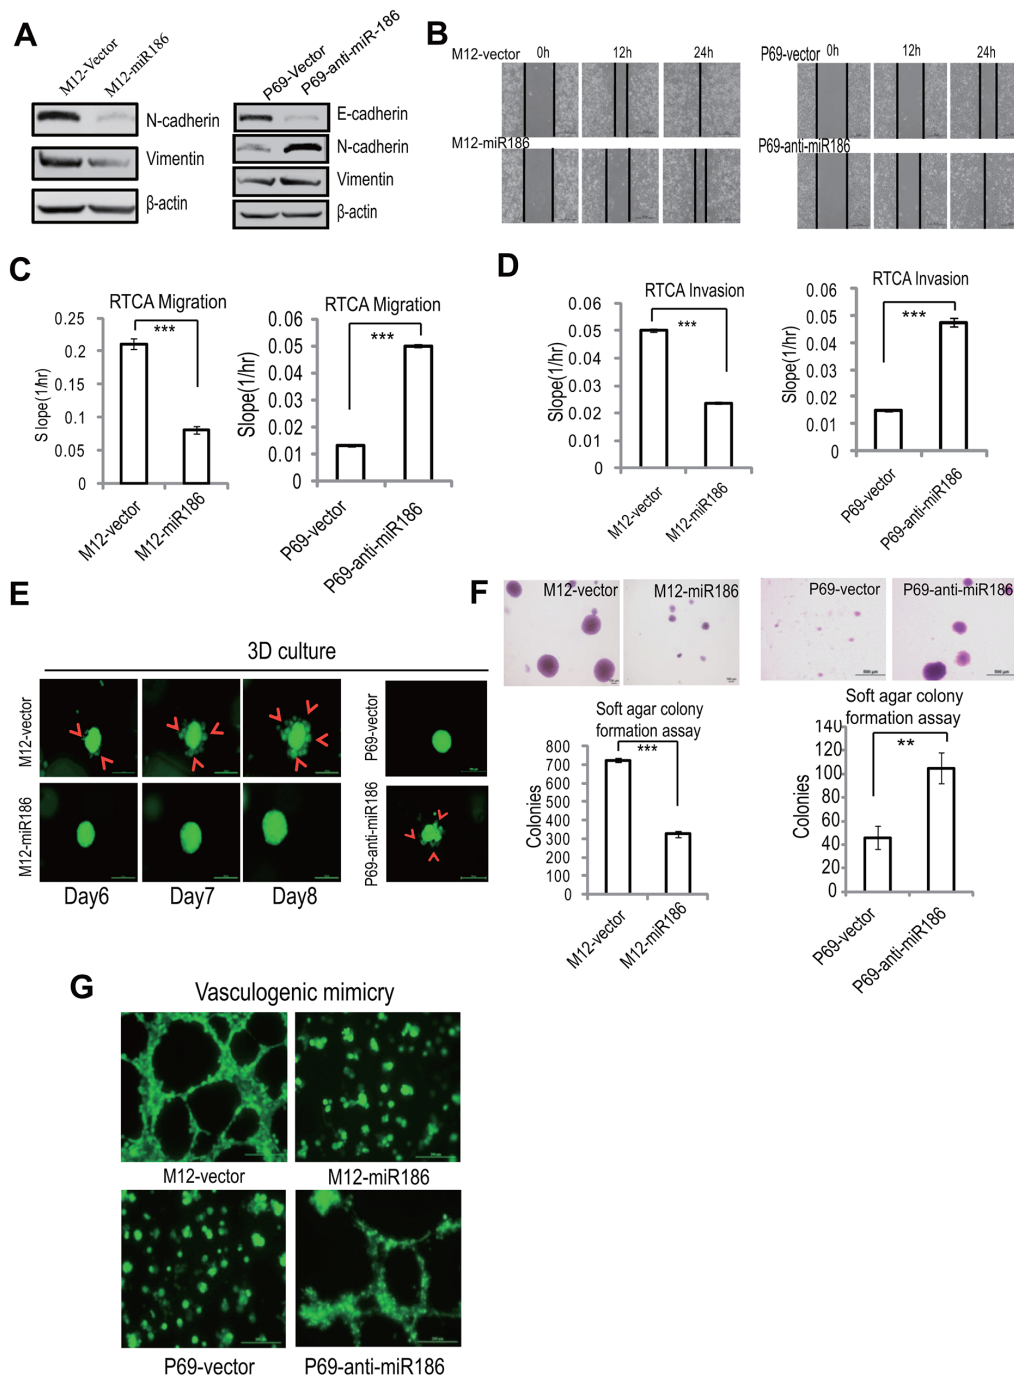 A
M12-Vector
M12-miR186
N-cadherin
Vimentin
β-actin
P69-Vector
P69-anti-miR-186
E-cadherin
N-cadherin
Vimentin
β-actin
B
M12-vector 0h 12h 24h
M12-miR186
P69-vector 0h 12h 24h
P69-anti-miR186
C
RTCA Migration
***
S lope(1/hr)
0.25
0.2
0.15
0.1
0.05
0
M12-vector
M12-miR186
RTCA Migration
***
Slope(1/hr)
0.06
0.05
0.04
0.03
0.02
0.01
0
P69-vector
P69-anti-miR186
D
RTCA Invasion
***
Slope(1/hr)
0.06
0.05
0.04
0.03
0.02
0.01
0
M12-vector
M12-miR186
RTCA Invasion
***
Slope(1/hr)
0.06
0.05
0.04
0.03
0.02
0.01
0
P69-vector
P69-anti-miR186
E
3D culture
M12-vector
M12-miR186
Day6 Day7 Day8
P69-vector
P69-anti-miR186
F
M12-vector
M12-miR186
P69-vector
500 μm
P69-anti-miR186
500 μm
Soft agar colony
formation assay
***
Colonies
800
700
600
500
400
300
200
100
0
M12-vector
M12-miR186
Soft agar colony
formation assay
**
Colonies
140
120
100
80
60
40
20
0
P69-vector
P69-anti-miR186
G
Vasculogenic mimicry
M12-vector
M12-miR186
P69-vector
P69-anti-miR186